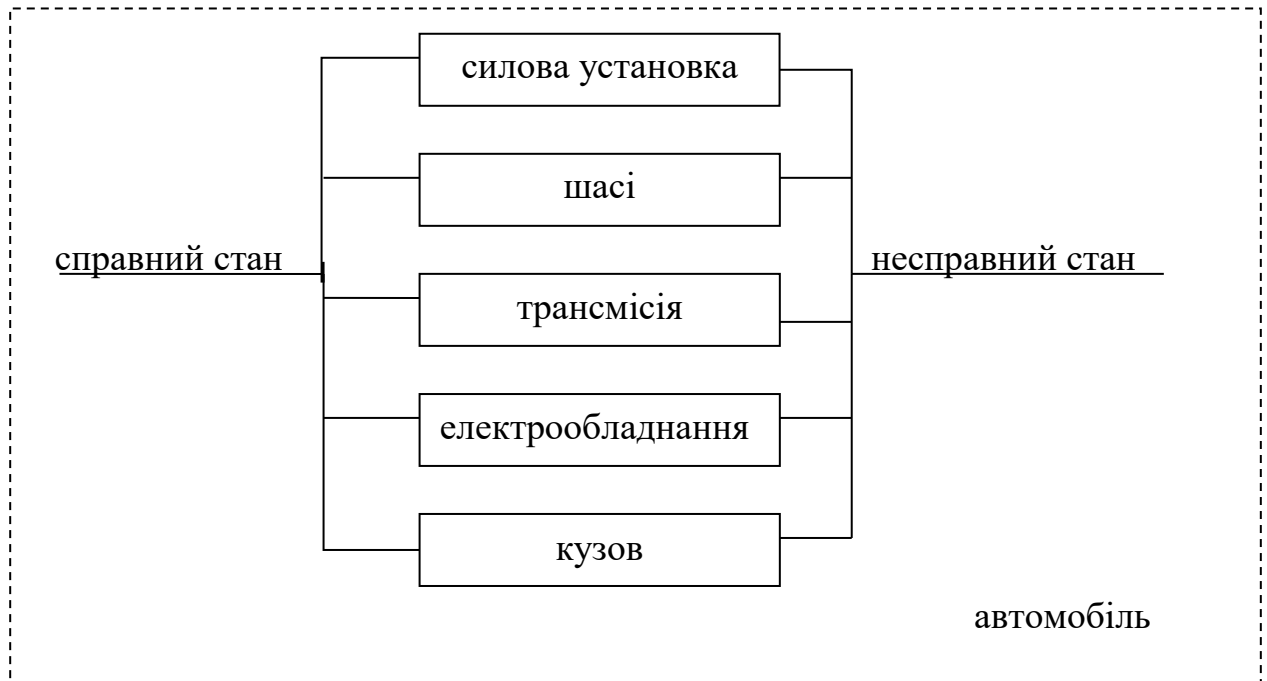 силова установка
шасі
справний стан
несправний стан
трансмісія
електрообладнання
кузов
автомобіль